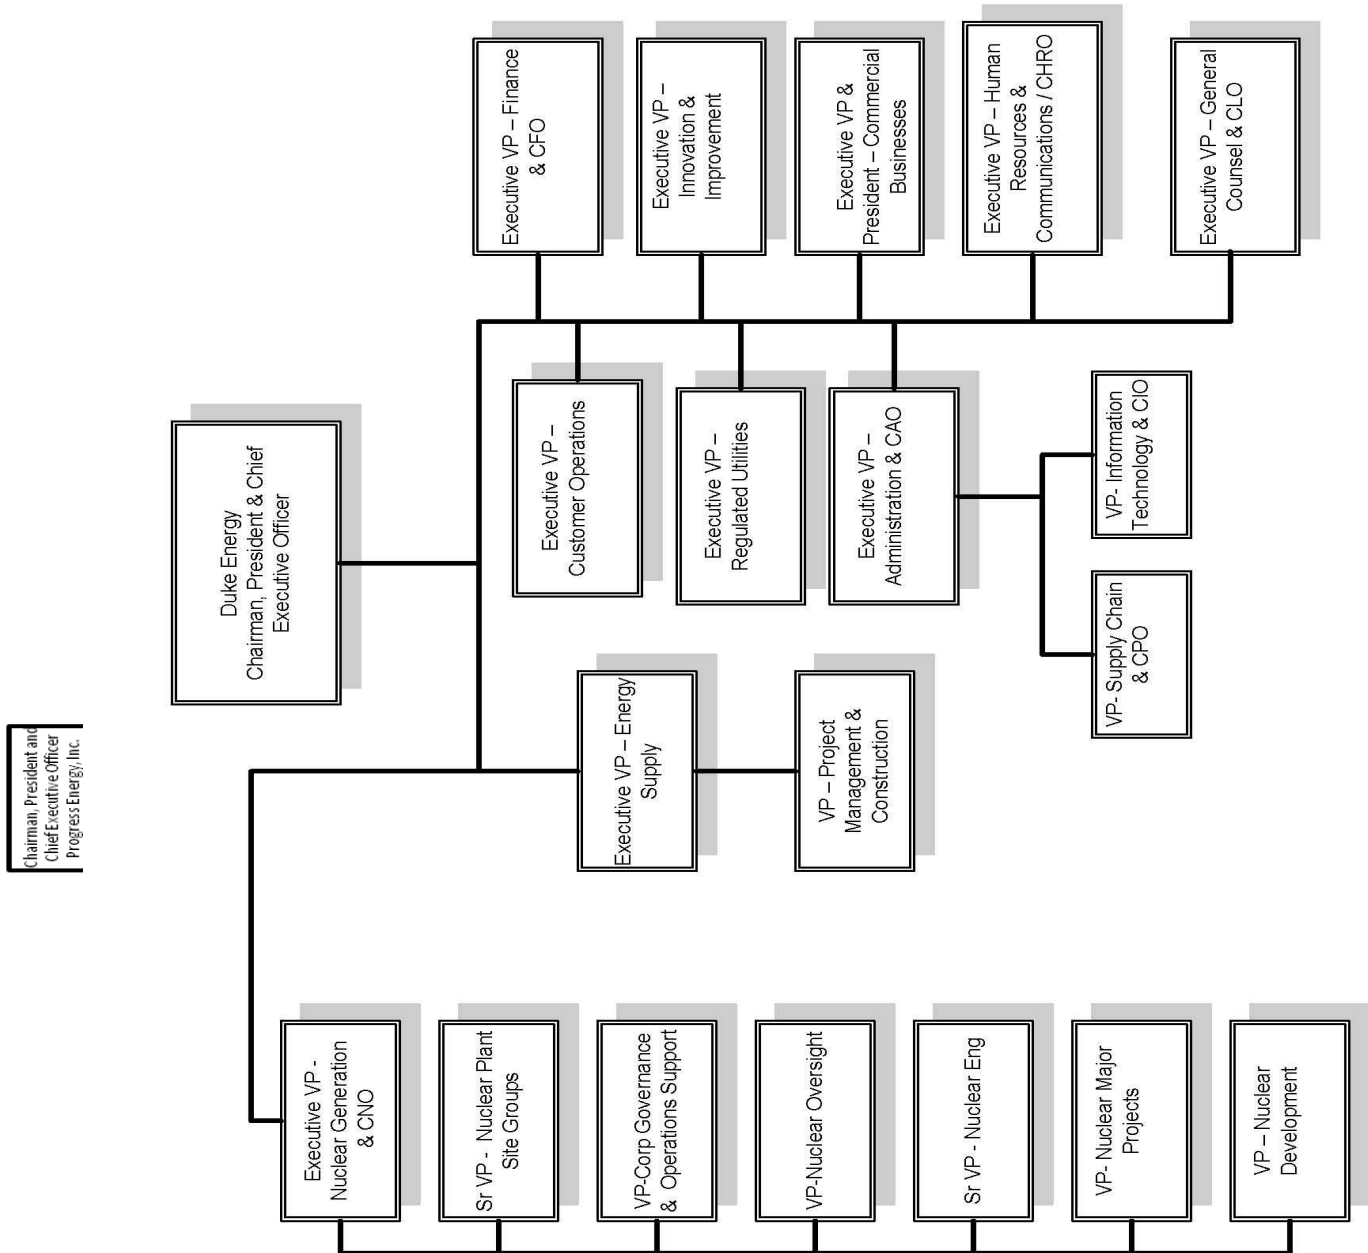 Chairman, President and
Chief Executive Officer
Progress Energy, Inc.
Duke Energy
Chairman, President & Chief
Executive Officer
Executive VP -
Nuclear Generation
& CNO
Sr VP - Nuclear Plant
Site Groups
VP-Corp Governance
& Operations Support
VP-Nuclear Oversight
Sr VP - Nuclear Eng
VP- Nuclear Major
Projects
VP – Nuclear
Development
Executive VP – Energy
Supply
VP – Project
Management &
Construction
Executive VP –
Customer Operations
Executive VP –
Regulated Utilities
Executive VP –
Administration & CAO
VP- Supply Chain
& CPO
VP- Information
Technology & CIO
Executive VP – Finance
& CFO
Executive VP –
Innovation &
Improvement
Executive VP &
President – Commercial
Businesses
Executive VP – Human
Resources &
Communications / CHRO
Executive VP – General
Counsel & CLO